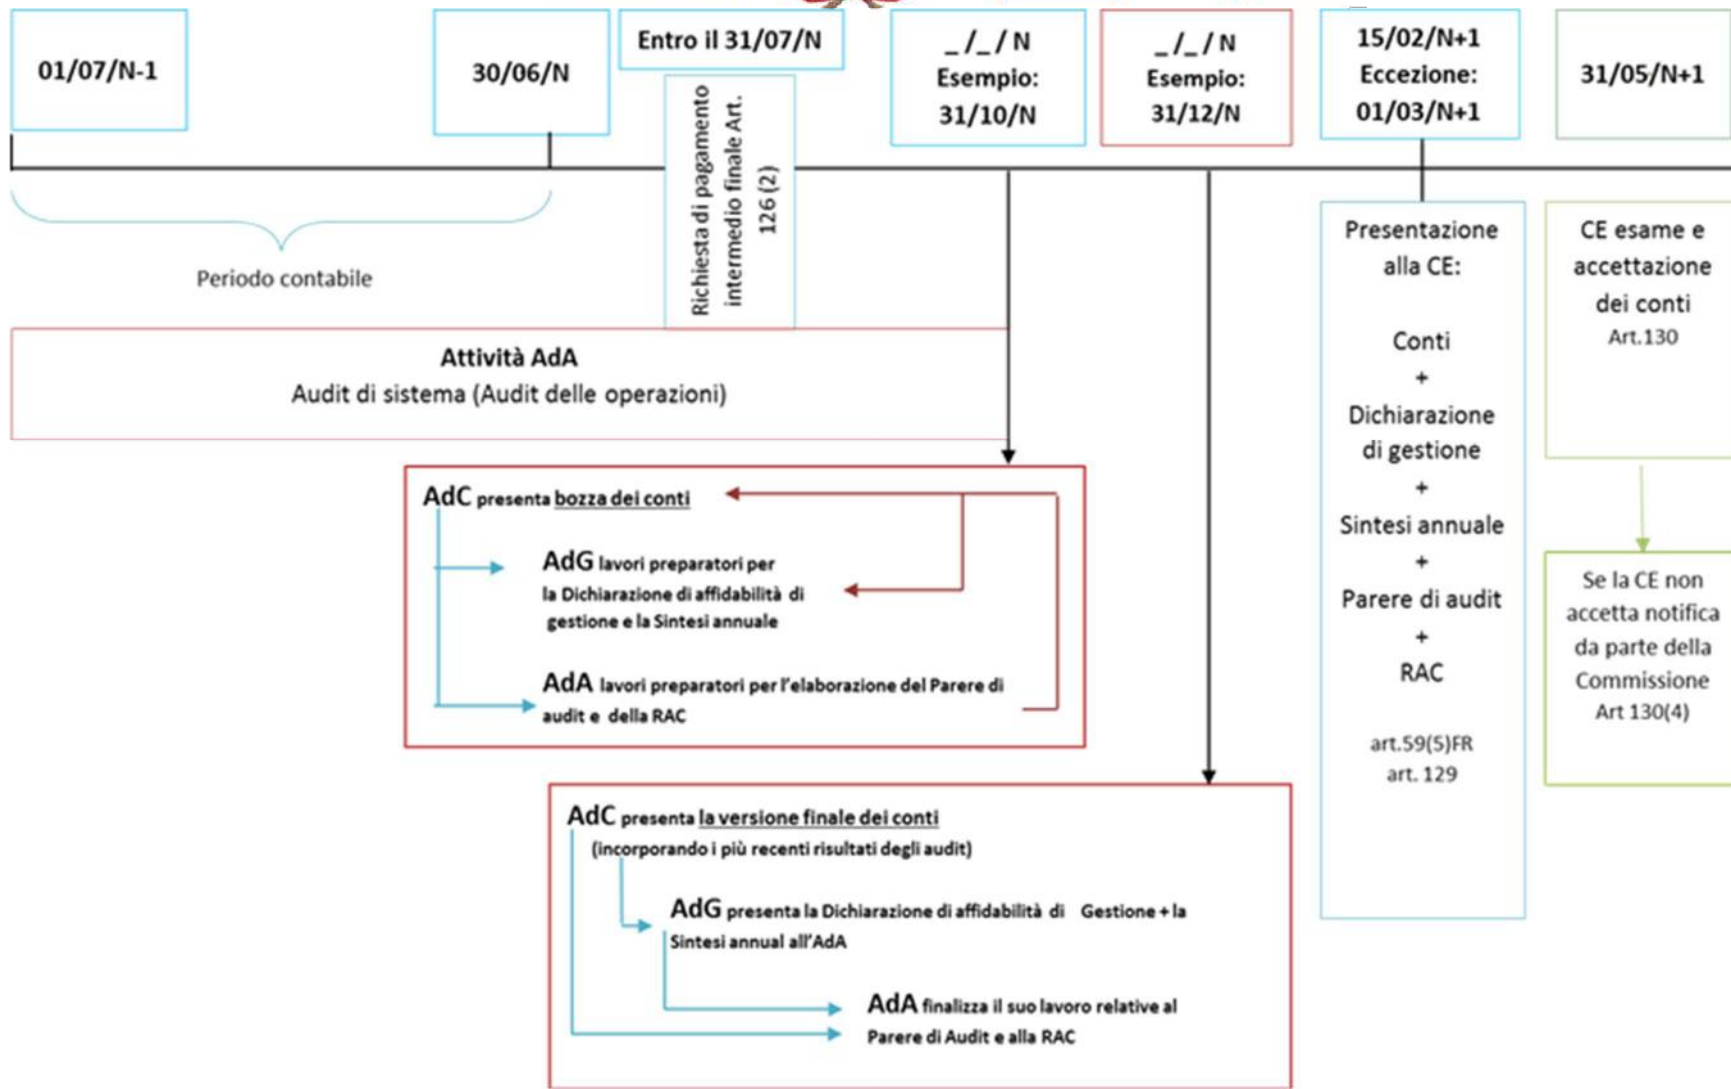 01/07/N-1
30/06/N
Entro il 31/07/N
_ /_ / N
Esempio:
31/10/N
_ /_ / N
Esempio:
31/12/N
15/02/N+1
Eccezione:
01/03/N+1
31/05/N+1
Richiesta di pagamento
intermedio finale Art.
126 (2)
Periodo contabile
Attività AdA
Audit di sistema (Audit delle operazioni)
AdC presenta bozza dei conti
AdG lavori preparatori per
la Dichiarazione di affidabilità di
gestione e la Sintesi annuale
AdA lavori preparatori per l'elaborazione del Parere di
audit e della RAC
AdC presenta la versione finale dei conti
(incorporando i più recenti risultati degli audit)
AdG presenta la Dichiarazione di affidabilità di Gestione + la
Sintesi annual all'AdA
AdA finalizza il suo lavoro relative al
Parere di Audit e alla RAC
Presentazione
alla CE:
Conti
+
Dichiarazione
di gestione
+
Sintesi annuale
+
Parere di audit
+
RAC
art.59(5)FR
art. 129
CE esame e
accettazione
dei conti
Art.130
Se la CE non
accetta notifica
da parte della
Commissione
Art 130(4)